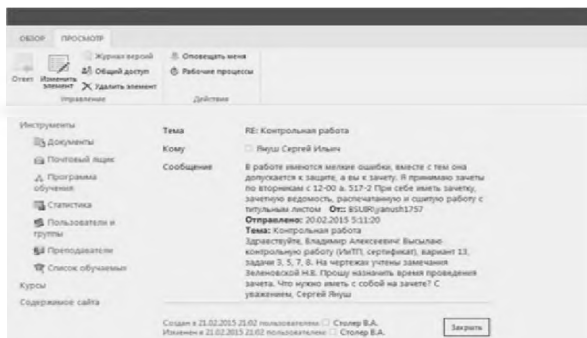 ОБЗОР ПРОСМОТР
Журнал версий
Оповещать меня
Общий доступ
Рабочие процессы
Ответ Изменить элемент
Удалить элемент
Управление Действия
Инструменты
Документы
Почтовый ящик
Программа
обучения
Статистика
Пользователи и
группы
Преподаватели
Список обучаемых
Курсы
Содержимое сайта
Тема RE: Контрольная работа
Кому Януш Сергей Ильич
Сообщение В работе имеются мелкие ошибки, вместе с тем она
допускается к защите, а вы к зачету. Я принимаю зачеты
по вторникам с 12-00 а. 517-2 При себе иметь зачетку,
зачетную ведомость, распечатанную и сшитую работу с
титульным листом От:: BSUIR\yanush1757
Отправлено: 20.02.2015 5:11:20
Тема: Контрольная работа
Здравствуйте, Владимир Алексеевич! Высылаю
контрольную работу (ИиТП, сертификат), вариант 13,
задачи 3, 5, 7, 8. На чертежах учтены замечания
Зеленовской Н.В. Прошу назначить время проведения
зачета. Что нужно иметь с собой на зачете? С
уважением, Сергей Януш
Создан в 21.02.2015 21:02 пользователем: Столер В.А.
Изменен в 21.02.2015 21:02 пользователем: Столер В.А.
Закрыть